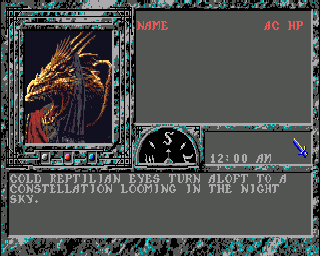 NAME AC HP
S
12:00 AM
COLD REPTILIAN EYES TURN ALOFT TO A
CONSTELLATION LOOMING IN THE NIGHT
SKY.